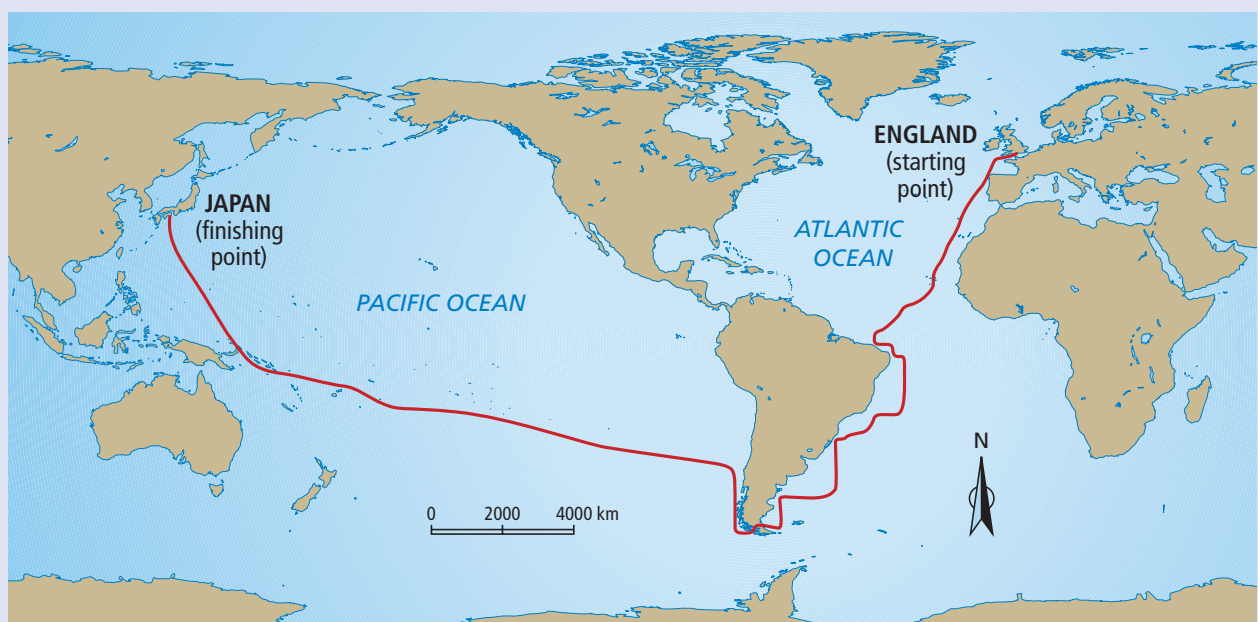 ENGLAND
(starting
point)
JAPAN
(finishing
point)
ATLANTIC
OCEAN
PACIFIC OCEAN
N
0 2000 4000 km